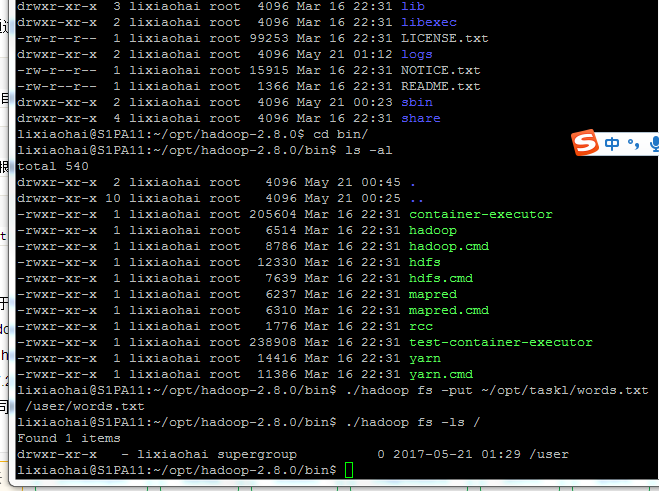 drwxr-xr-x  3 lixiaohai root   4096 Mar 16 22:31 lib
drwxr-xr-x  2 lixiaohai root   4096 Mar 16 22:31 libexec
-rw-r--r--  1 lixiaohai root  99253 Mar 16 22:31 LICENSE.txt
drwxr-xr-x  2 lixiaohai root   4096 May 21 01:12 logs
-rw-r--r--  1 lixiaohai root  15915 Mar 16 22:31 NOTICE.txt
-rw-r--r--  1 lixiaohai root   1366 Mar 16 22:31 README.txt
drwxr-xr-x  2 lixiaohai root   4096 May 21 00:23 sbin
drwxr-xr-x  4 lixiaohai root   4096 Mar 16 22:31 share
lixiaohai@S1PA11:~/opt/hadoop-2.8.0$ cd bin/
lixiaohai@S1PA11:~/opt/hadoop-2.8.0/bin$ ls -al
中
total 540
drwxr-xr-x  2 lixiaohai root   4096 May 21 00:45 .
drwxr-xr-x 10 lixiaohai root   4096 May 21 00:25 ..
-rwxr-xr-x  1 lixiaohai root 205604 Mar 16 22:31 container-executor
-rwxr-xr-x  1 lixiaohai root   6514 Mar 16 22:31 hadoop
-rwxr-xr-x  1 lixiaohai root   8786 Mar 16 22:31 hadoop.cmd
-rwxr-xr-x  1 lixiaohai root  12330 Mar 16 22:31 hdfs
-rwxr-xr-x  1 lixiaohai root   7639 Mar 16 22:31 hdfs.cmd
-rwxr-xr-x  1 lixiaohai root   6237 Mar 16 22:31 mapred
-rwxr-xr-x  1 lixiaohai root   6310 Mar 16 22:31 mapred.cmd
-rwxr-xr-x  1 lixiaohai root   1776 Mar 16 22:31 rcc
-rwxr-xr-x  1 lixiaohai root 238908 Mar 16 22:31 test-container-executor
-rwxr-xr-x  1 lixiaohai root  14416 Mar 16 22:31 yarn
-rwxr-xr-x  1 lixiaohai root  11386 Mar 16 22:31 yarn.cmd
lixiaohai@S1PA11:~/opt/hadoop-2.8.0/bin$ ./hadoop fs -put ~/opt/task1/words.txt
/user/words.txt
lixiaohai@S1PA11:~/opt/hadoop-2.8.0/bin$ ./hadoop fs -ls /
Found 1 items
drwxr-xr-x   - lixiaohai supergroup          0 2017-05-21 01:29 /user
lixiaohai@S1PA11:~/opt/hadoop-2.8.0/bin$